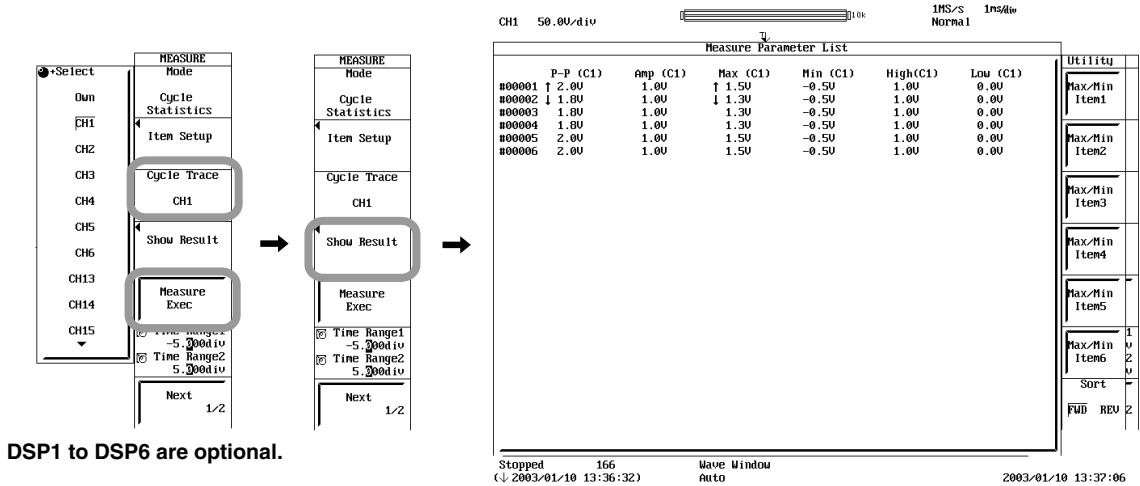 +Select
Own
CH1
CH2
CH3
CH4
CH5
CH6
CH13
CH14
CH15
MEASURE
Mode
Cycle
Statistics
Item Setup
Cycle Trace
CH1
Show Result
Measure
Exec
Time Range1
-5.000div
Time Range2
5.000div
Next
1/2
MEASURE
Mode
Cycle
Statistics
Item Setup
Cycle Trace
CH1
Show Result
Measure
Exec
Time Range1
-5.000div
Time Range2
5.000div
Next
1/2
CH1 50.0V/div
10k
1MS/s 1ms/div
Normal
Measure Parameter List
P-P (C1) Amp (C1) Max (C1) Min (C1) High(C1) Low (C1)
#00001 ↑ 2.0V 1.0V ↑ 1.5V -0.5V 1.0V 0.0V
#00002 ↓ 1.8V 1.0V ↓ 1.3V -0.5V 1.0V 0.0V
#00003 1.8V 1.0V 1.3V -0.5V 1.0V 0.0V
#00004 1.8V 1.0V 1.3V -0.5V 1.0V 0.0V
#00005 2.0V 1.0V 1.5V -0.5V 1.0V 0.0V
#00006 2.0V 1.0V 1.5V -0.5V 1.0V 0.0V
Utility
Max/Min
Item1
Max/Min
Item2
Max/Min
Item3
Max/Min
Item4
Max/Min
Item5
Max/Min
Item6
Sort
FWD REV
Stopped 166 Wave Window
(↓ 2003/01/10 13:36:32) Auto 2003/01/10 13:37:06
DSP1 to DSP6 are optional.